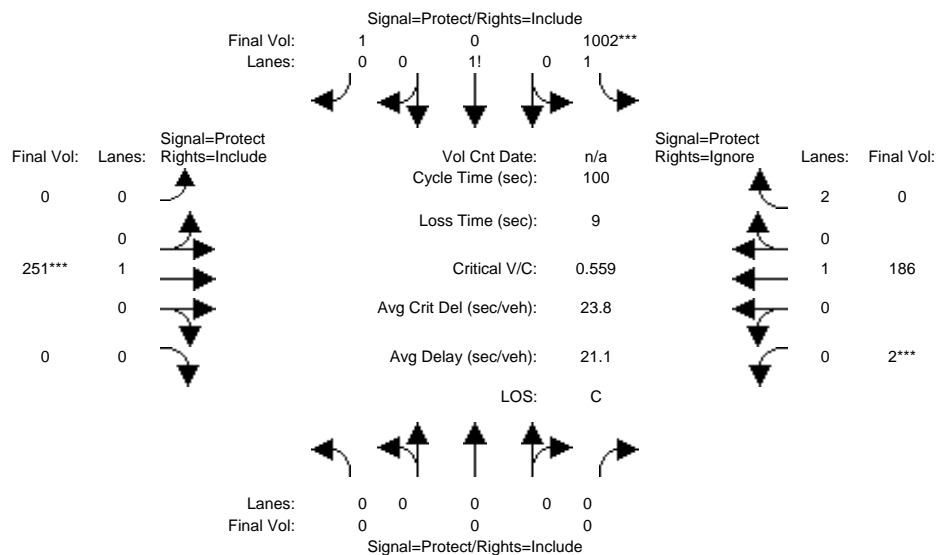 Signal=Protect/Rights=Include
Final Vol: 1 0 1002***
Lanes: 0 0 1! 0 1
Signal=Protect
Final Vol: Lanes: Rights=Include
Vol Cnt Date: n/a
Signal=Protect
Rights=Ignore Lanes: Final Vol:
Cycle Time (sec): 100
0 0 2 0
Loss Time (sec): 9
0 0
251*** 1 Critical V/C: 0.559 1 186
0 Avg Crit Del (sec/veh): 23.8 0
0 0 Avg Delay (sec/veh): 21.1 0 2***
LOS: C
Lanes: 0 0 0 0 0
Final Vol: 0 0 0
Signal=Protect/Rights=Include